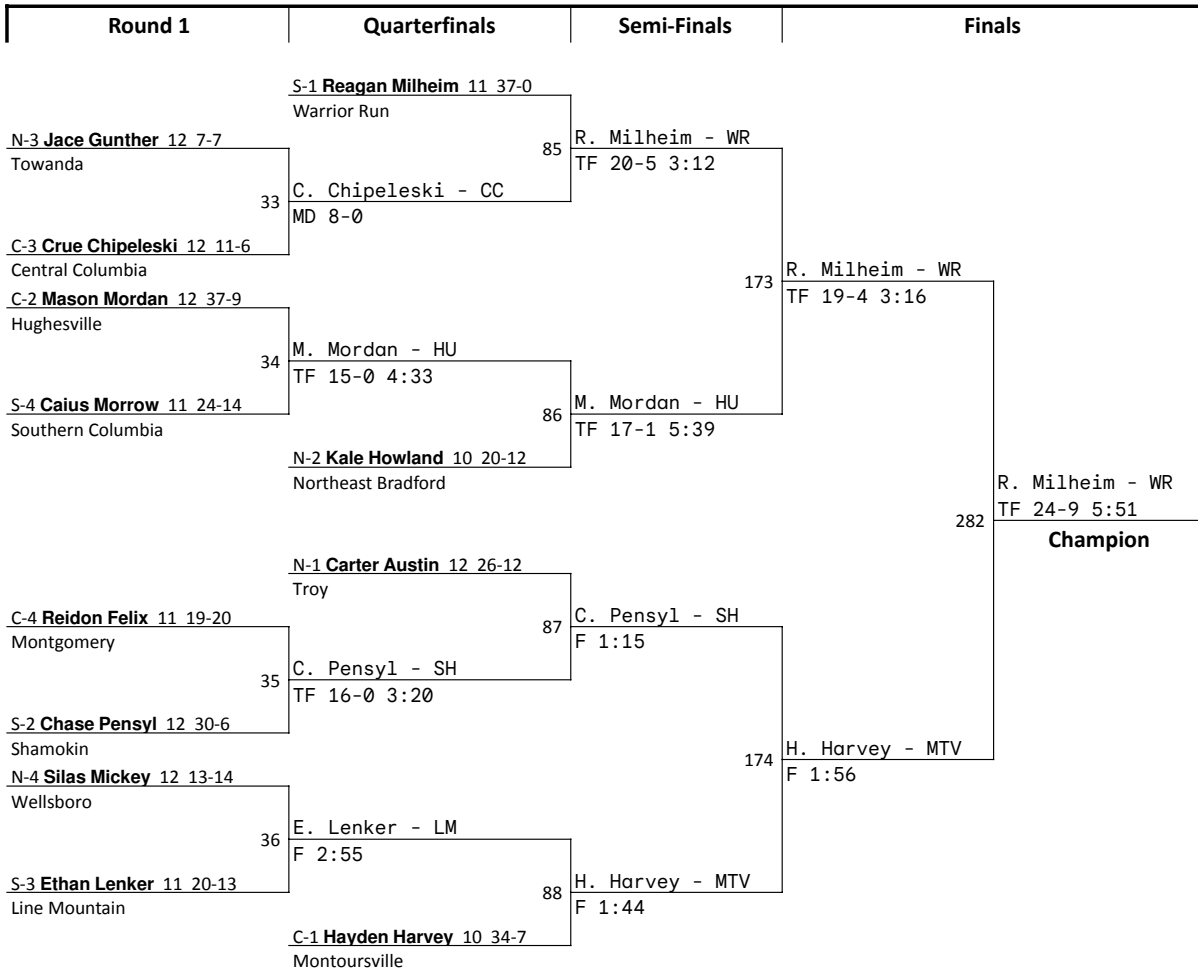 Round 1
Quarterfinals
Semi-Finals
Finals
S-1 Reagan Milheim 11 37-0
Warrior Run
N-3 Jace Gunther 12 7-7
Towanda
85
R. Milheim - WR
TF 20-5 3:12
33
C. Chipeleski - CC
MD 8-0
C-3 Crue Chipeleski 12 11-6
Central Columbia
173
R. Milheim - WR
TF 19-4 3:16
C-2 Mason Mordan 12 37-9
Hughesville
34
M. Mordan - HU
TF 15-0 4:33
S-4 Caius Morrow 11 24-14
Southern Columbia
86
M. Mordan - HU
TF 17-1 5:39
N-2 Kale Howland 10 20-12
Northeast Bradford
282
R. Milheim - WR
TF 24-9 5:51
Champion
N-1 Carter Austin 12 26-12
Troy
C-4 Reidon Felix 11 19-20
Montgomery
87
C. Pensyl - SH
F 1:15
35
C. Pensyl - SH
TF 16-0 3:20
S-2 Chase Pensyl 12 30-6
Shamokin
174
H. Harvey - MTV
F 1:56
N-4 Silas Mickey 12 13-14
Wellsboro
36
E. Lenker - LM
F 2:55
S-3 Ethan Lenker 11 20-13
Line Mountain
88
H. Harvey - MTV
F 1:44
C-1 Hayden Harvey 10 34-7
Montoursville